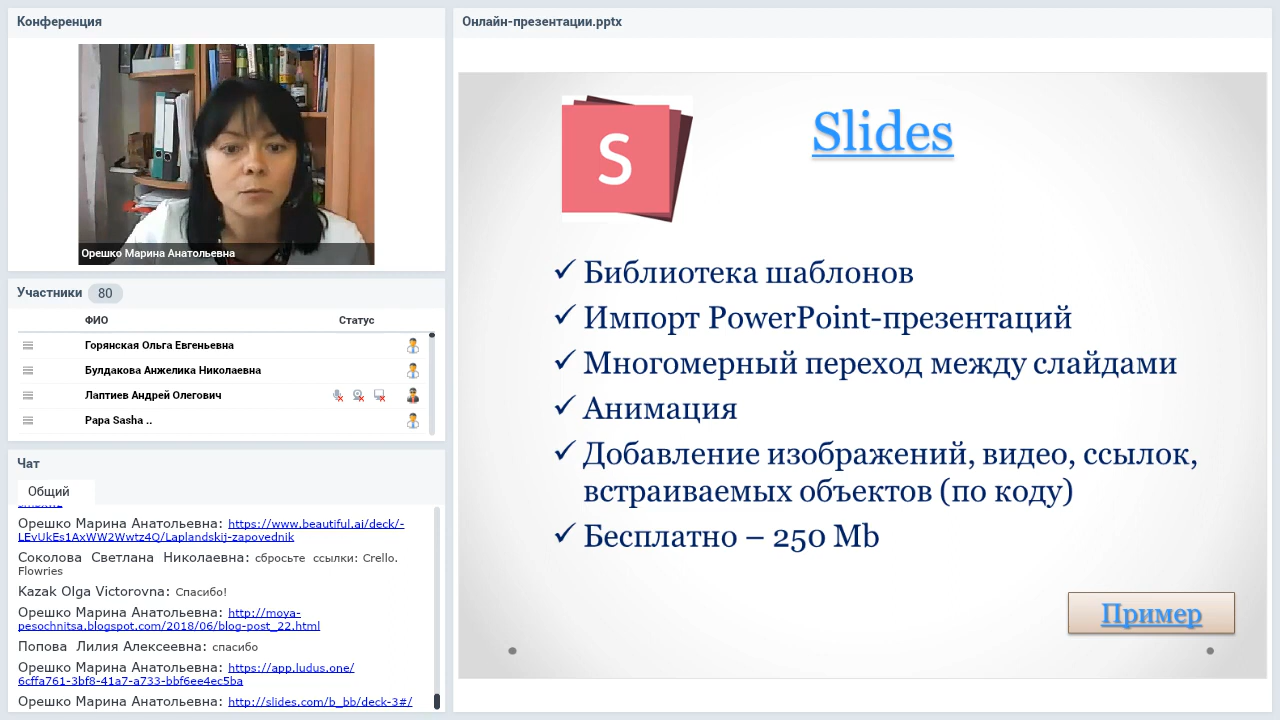 Конференция
Орешко Марина Анатольевна
Участники 80
ФИО Статус
Горянская Ольга Евгеньевна
Булдакова Анжелика Николаевна
Лаптиев Андрей Олегович
Papa Sasha ..
Чат
Общий
Орешко Марина Анатольевна: https://www.beautiful.ai/deck/-
LEvUkEs1AxWW2Wwtz4Q/Laplandskij-zapovednik
Соколова Светлана Николаевна: сбросьте ссылки: Crello.
Flowries
Kazak Olga Victorovna: Спасибо!
Орешко Марина Анатольевна: http://moya-
pesochnitsa.blogspot.com/2018/06/blog-post_22.html
Попова Лилия Алексеевна: спасибо
Орешко Марина Анатольевна: https://app.ludus.one/
6cffa761-3bf8-41a7-a733-bbf6ee4ec5ba
Орешко Марина Анатольевна: http://slides.com/b_bb/deck-3#/
Онлайн-презентации.pptx
S
Slides
✓ Библиотека шаблонов
✓ Импорт PowerPoint-презентаций
✓ Многомерный переход между слайдами
✓ Анимация
✓ Добавление изображений, видео, ссылок,
встраиваемых объектов (по коду)
✓ Бесплатно – 250 Mb
Пример